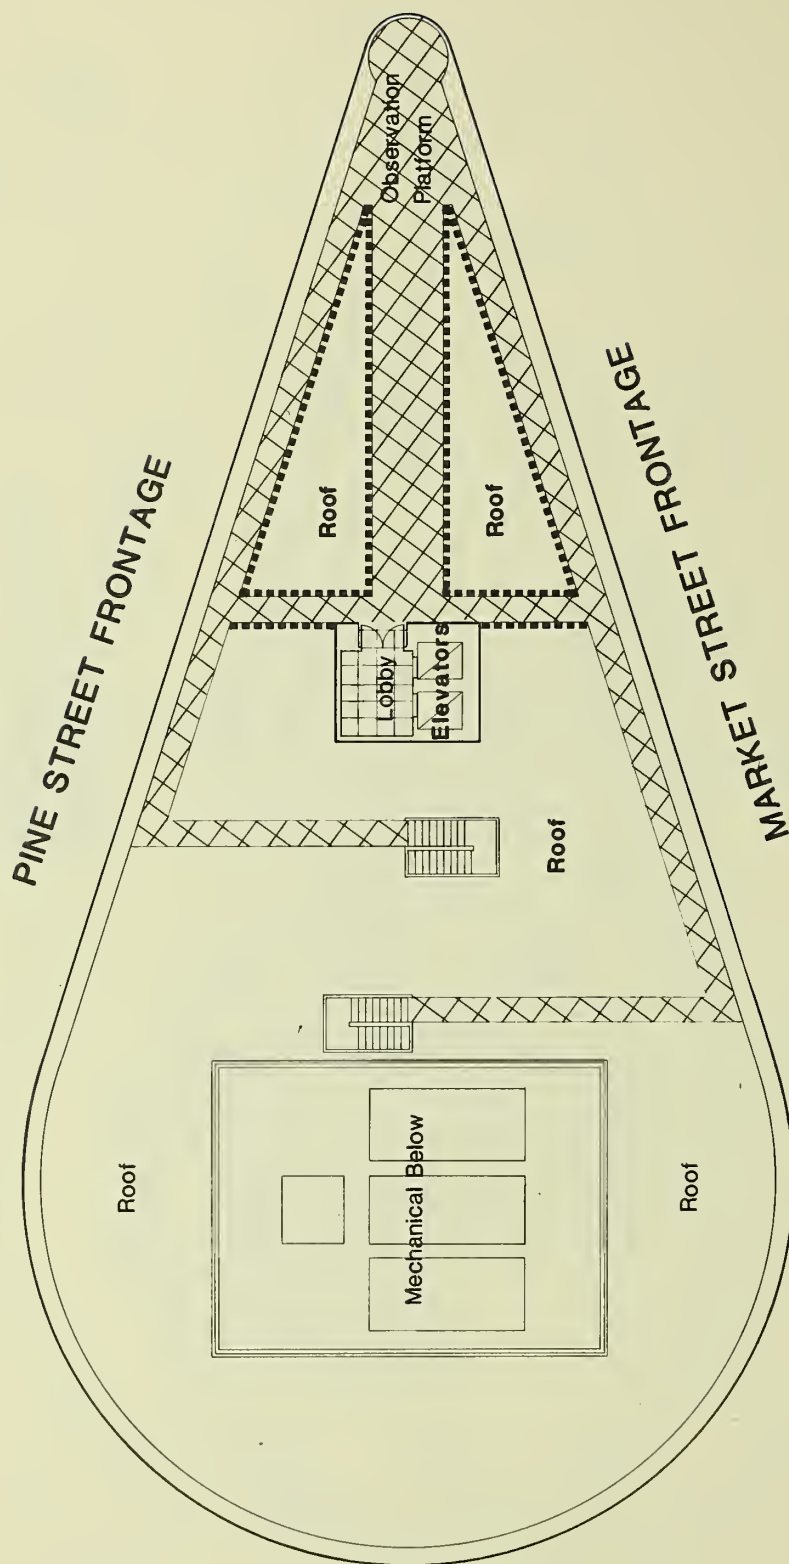 Observation
Platform
PINE STREET FRONTAGE
MARKET STREET FRONTAGE
Roof
Roof
Lobby
Elevators
Roof
Roof
Mechanical Below
Roof